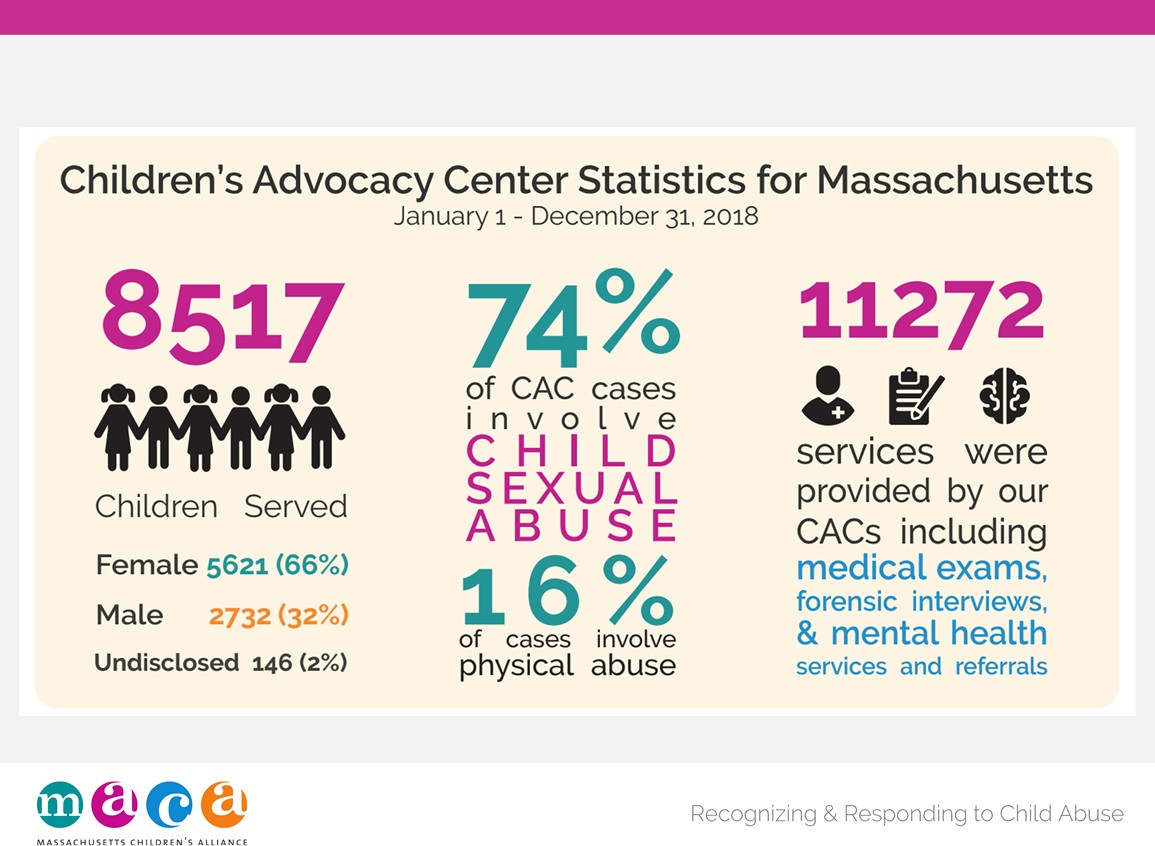 Children's Advocacy Center Statistics for Massachusetts
January 1 - December 31, 2018
8517
Children Served
Female 5621 (66%)
Male 2732 (32%)
Undisclosed 146 (2%)
74%
of CAC cases
involve
CHILD
SEXUAL
ABUSE
16%
of cases involve
physical abuse
11272
services were
provided by our
CACs including
medical exams,
forensic interviews,
& mental health
services and referrals
maca
MASSACHUSETTS CHILDREN'S ALLIANCE
Recognizing & Responding to Child Abuse